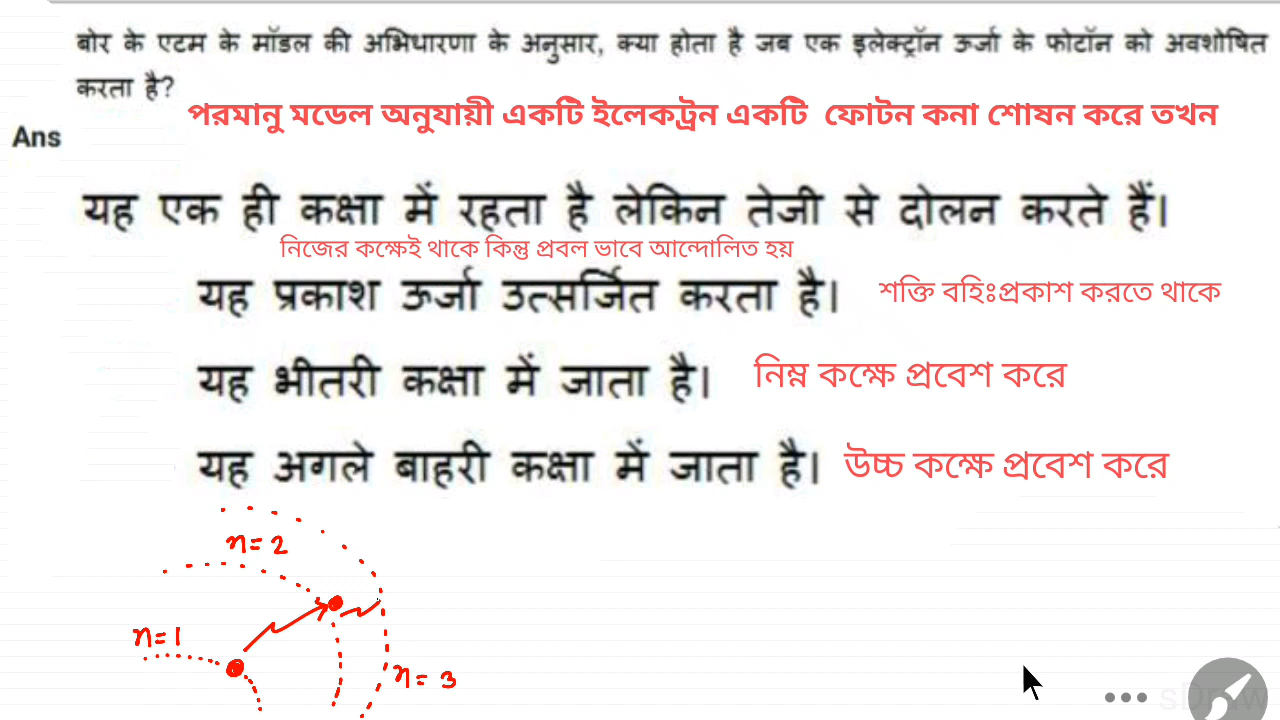 बोर के एटम के मॉडल की अभिधारणा के अनुसार, क्या होता है जब एक इलेक्ट्रॉन ऊर्जा के फोटॉन को अवशोषित
करता है?
পরমানু মডেল অনুযায়ী একটি ইলেকট্রন একটি ফোটন কনা শোষন করে তখন
Ans
यह एक ही कक्षा में रहता है लेकिन तेजी से दोलन करते हैं।
নিজের কক্ষেই থাকে কিন্তু প্রবল ভাবে আন্দোলিত হয়
यह प्रकाश ऊर्जा उत्सर्जित करता है। শক্তি বহিঃপ্রকাশ করতে থাকে
यह भीतरी कक्षा में जाता है। নিম্ন কক্ষে প্রবেশ করে
यह अगले बाहरी कक्षा में जाता है। উচ্চ কক্ষে প্রবেশ করে
n=2
n=1
n=3